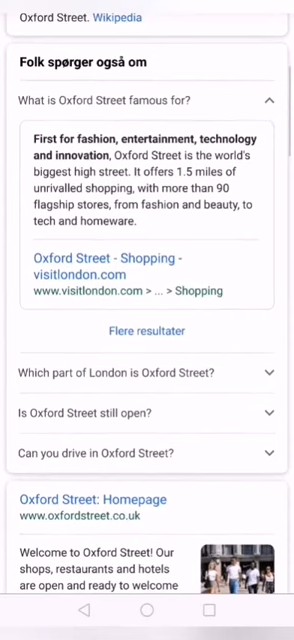 Oxford Street. Wikipedia
Folk spørger også om
What is Oxford Street famous for?
First for fashion, entertainment, technology
and innovation, Oxford Street is the world's
biggest high street. It offers 1.5 miles of
unrivalled shopping, with more than 90
flagship stores, from fashion and beauty, to
tech and homeware.
Oxford Street - Shopping -
visitlondon.com
www.visitlondon.com > ... > Shopping
Flere resultater
Which part of London is Oxford Street?
Is Oxford Street still open?
Can you drive in Oxford Street?
Oxford Street: Homepage
www.oxfordstreet.co.uk
Welcome to Oxford Street! Our
shops, restaurants and hotels
are open and ready to welcome